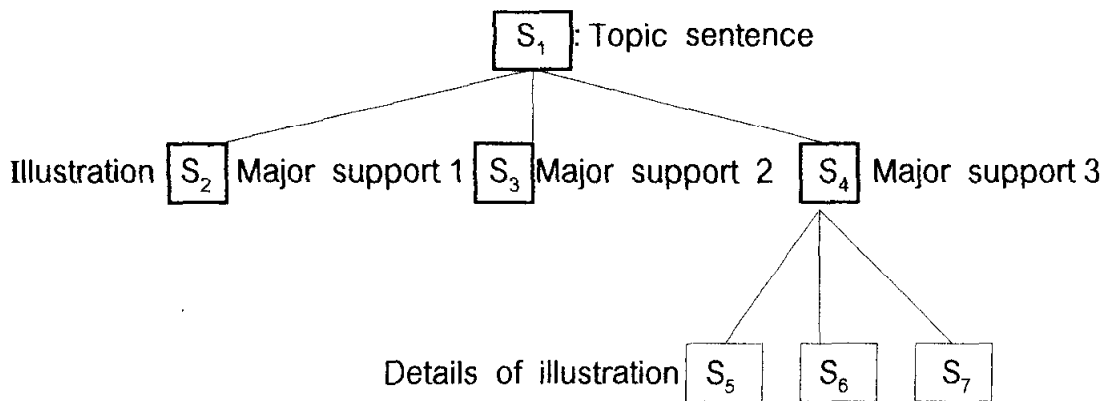 S₁ : Topic sentence
Illustration S₂ Major support 1 S₃ Major support 2 S₄ Major support 3
Details of illustration S₅ S₆ S₇